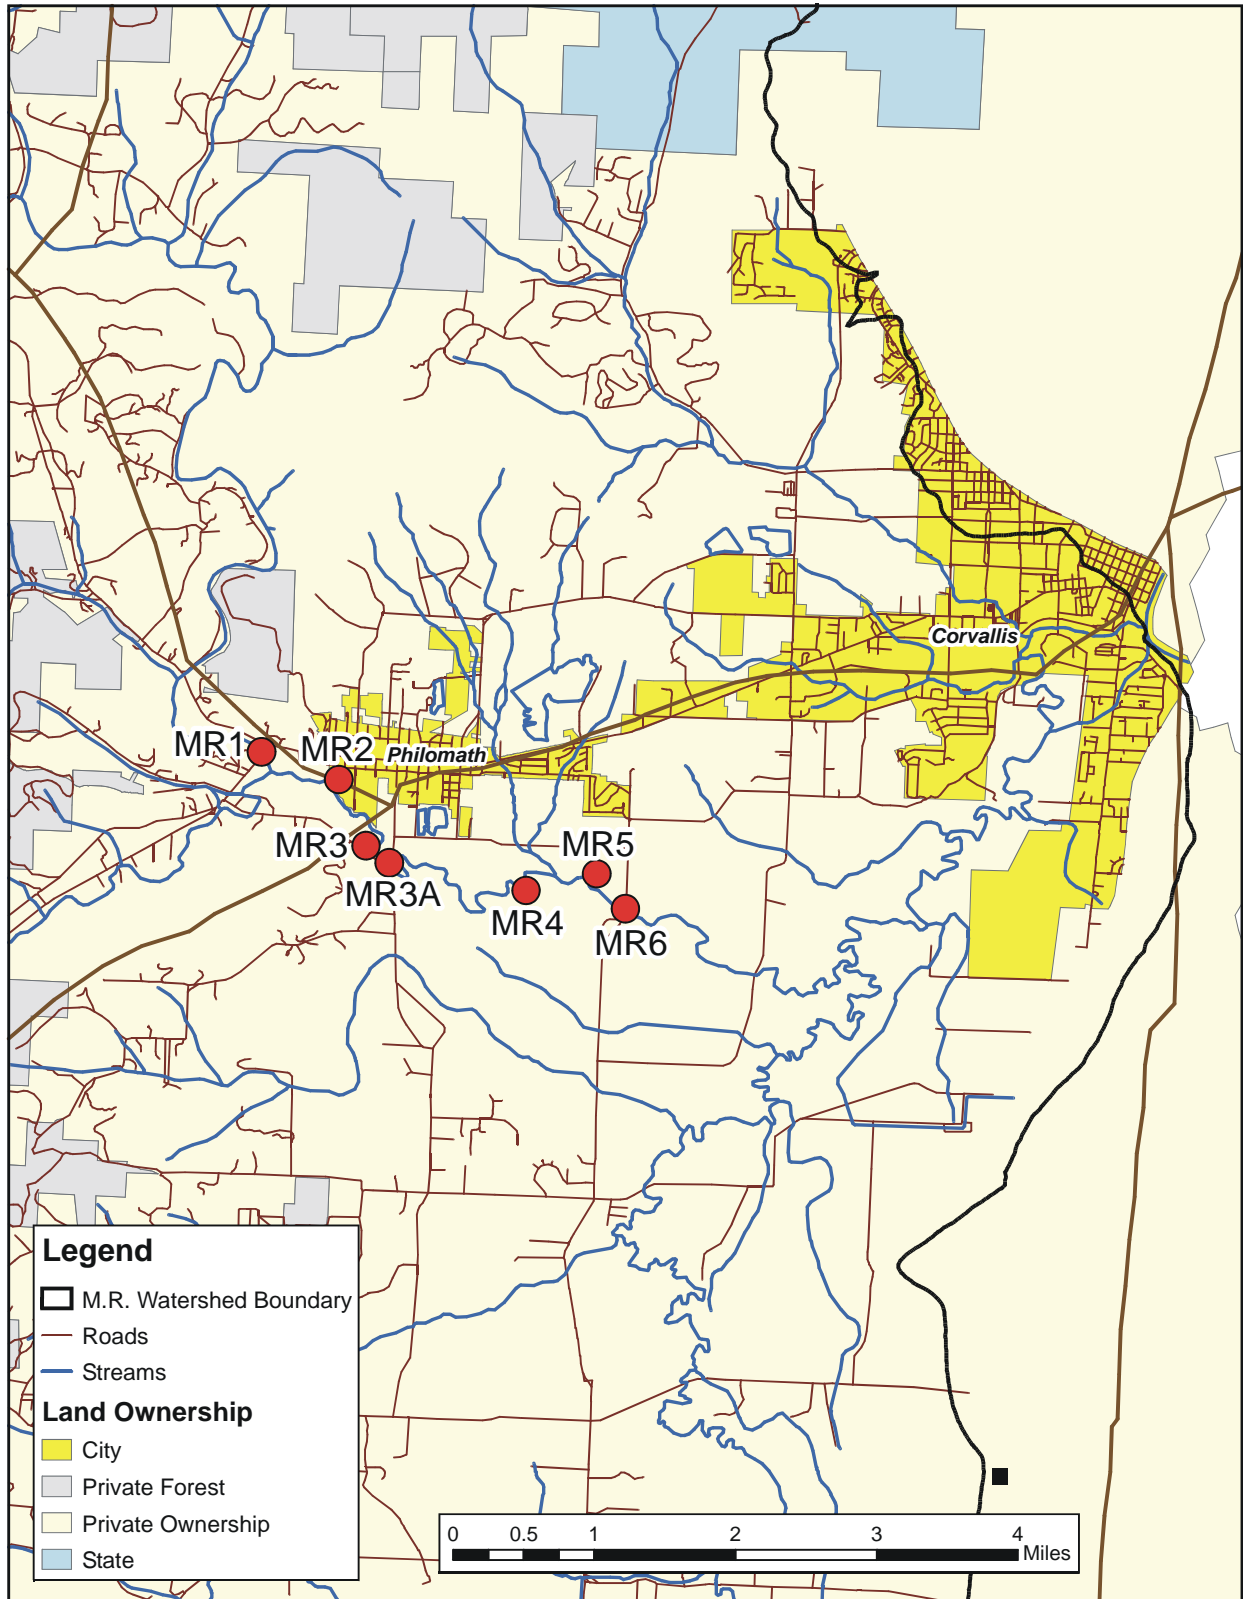 Corvallis
MR1
MR2
Philomath
MR3
MR3A
MR5
MR4
MR6
Legend
M.R. Watershed Boundary
Roads
Streams
Land Ownership
City
Private Forest
Private Ownership
State
0 0.5 1 2 3 4
Miles